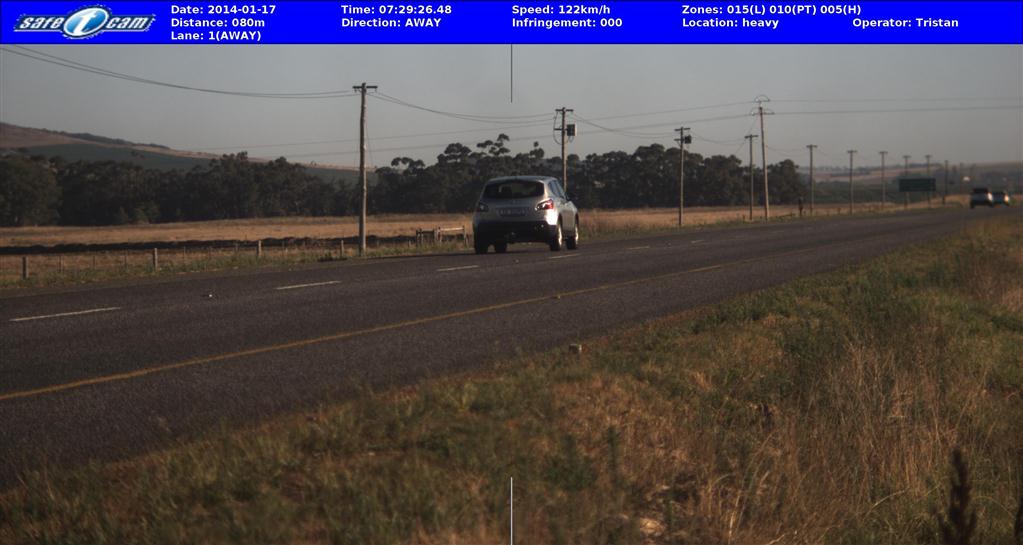 safe i cam
Date: 2014-01-17 Time: 07:29:26.48 Speed: 122km/h Zones: 015(L) 010(PT) 005(H)
Distance: 080m Direction: AWAY Infringement: 000 Location: heavy Operator: Tristan
Lane: 1(AWAY)